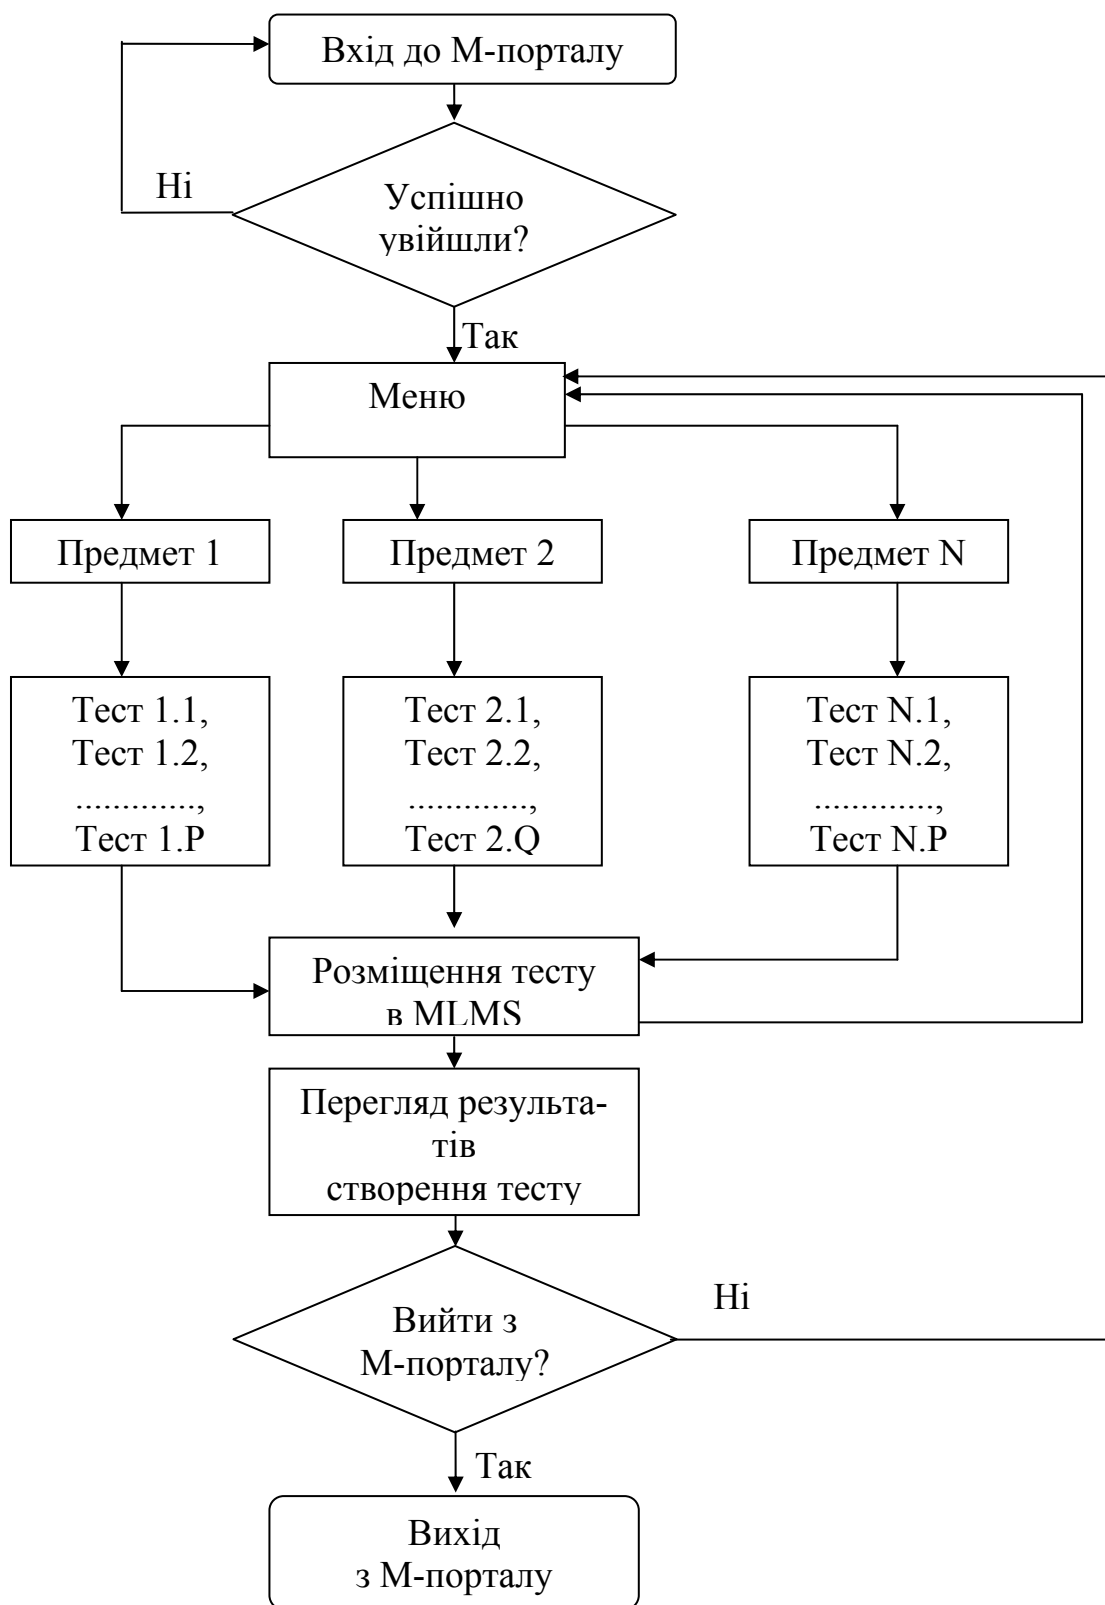 Вхід до М-порталу
Ні
Успішно
увійшли?
Так
Меню
Предмет 1
Предмет 2
Предмет N
Тест 1.1,
Тест 1.2,
.............,
Тест 1.P
Тест 2.1,
Тест 2.2,
.............,
Тест 2.Q
Тест N.1,
Тест N.2,
.............,
Тест N.P
Розміщення тесту
в MLMS
Перегляд результа-
тів
створення тесту
Ні
Вийти з
М-порталу?
Так
Вихід
з М-порталу